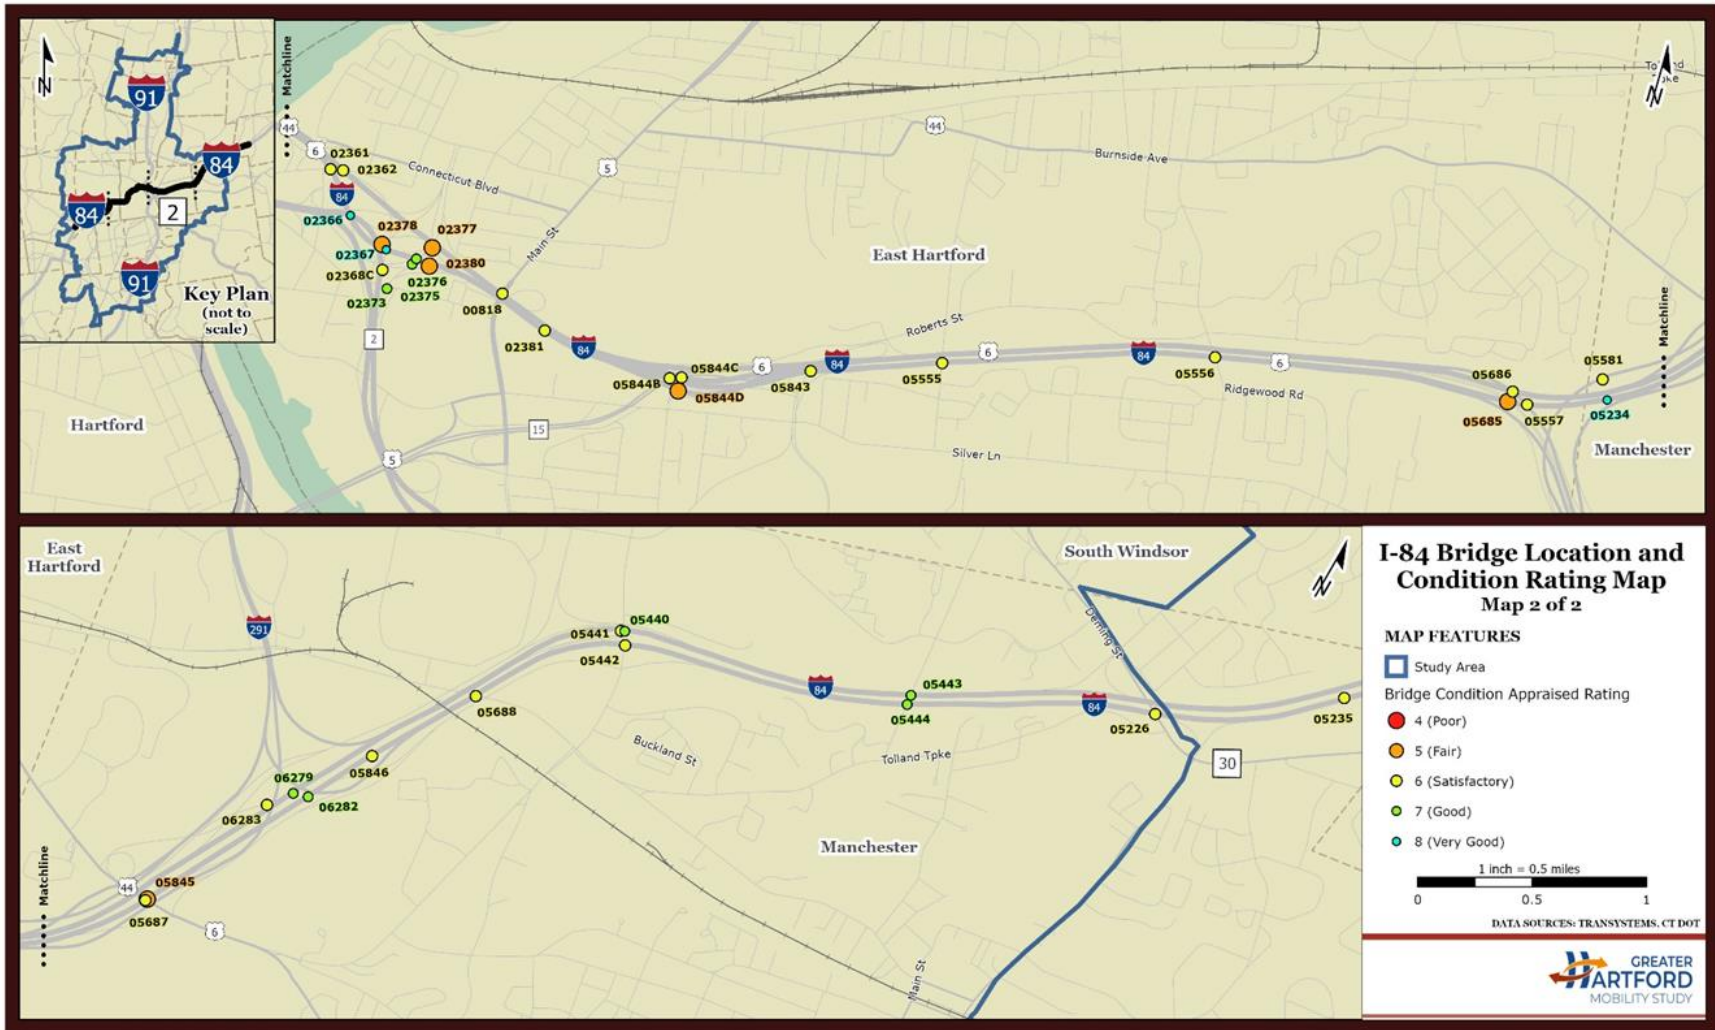 N
91
84
84
2
91
Key Plan
(not to
scale)
Matchline
44
6
02361
02362
84
Connecticut Blvd
5
44
Burnside Ave
N
02366
02378
02377
02367
02380
02368C
02376
02373
02375
Main St
00818
East Hartford
2
02381
84
Roberts St
6
84
6
84
6
05844C
05844B
05844D
05843
05555
05556
Ridgewood Rd
05686
05581
05685
05557
05234
Matchline
Hartford
15
5
Silver Ln
Manchester
East
Hartford
291
South Windsor
N
Deming St
05441
05440
05442
05688
84
05443
05444
84
05226
05235
Buckland St
Tolland Tpke
30
05846
06279
06282
06283
Manchester
Matchline
44
05845
05687
6
Main St
I-84 Bridge Location and
Condition Rating Map
Map 2 of 2
MAP FEATURES
Study Area
Bridge Condition Appraised Rating
4 (Poor)
5 (Fair)
6 (Satisfactory)
7 (Good)
8 (Very Good)
1 inch = 0.5 miles
0 0.5 1
DATA SOURCES: TRANSYSTEMS, CT DOT
GREATER
HARTFORD
MOBILITY STUDY